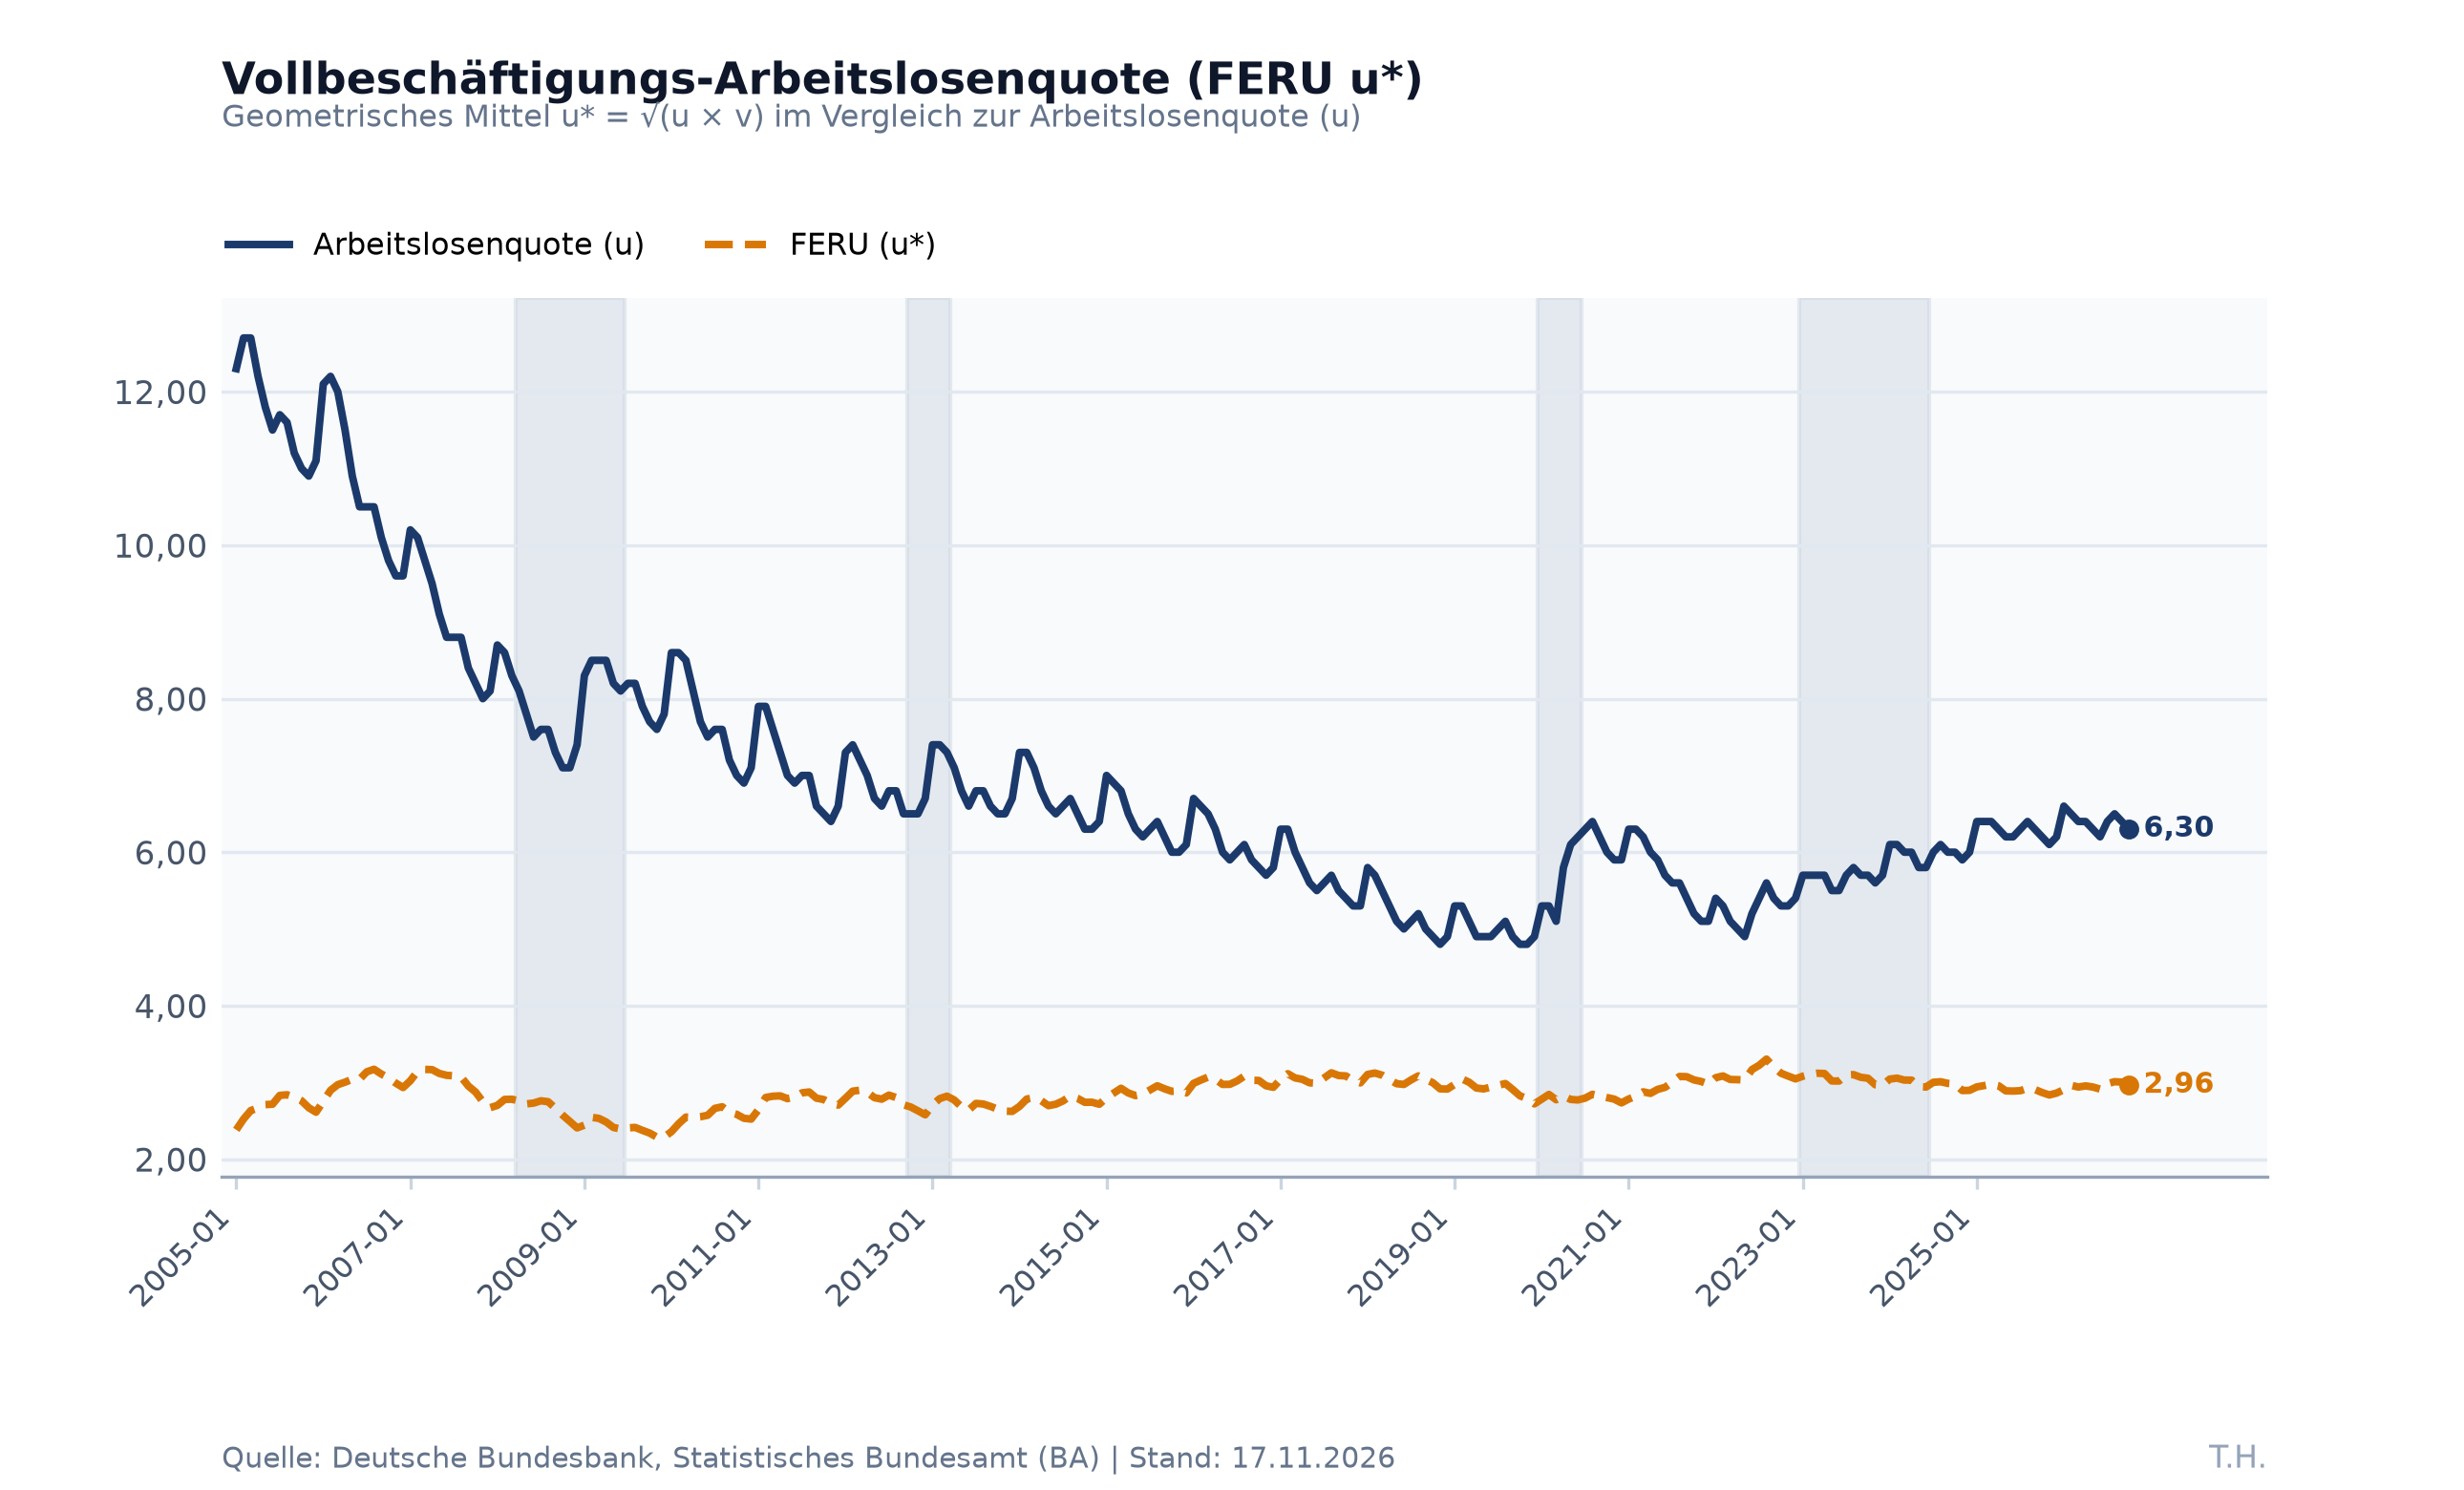 Vollbeschäftigungs-Arbeitslosenquote (FERU u*)
Geometrisches Mittel u* = √(u × v) im Vergleich zur Arbeitslosenquote (u)
Arbeitslosenquote (u) FERU (u*)
12,00
10,00
8,00
6,00
4,00
2,00
6,30
2,96
2005-01 2007-01 2009-01 2011-01 2013-01 2015-01 2017-01 2019-01 2021-01 2023-01 2025-01
Quelle: Deutsche Bundesbank, Statistisches Bundesamt (BA) | Stand: 17.11.2026
T.H.